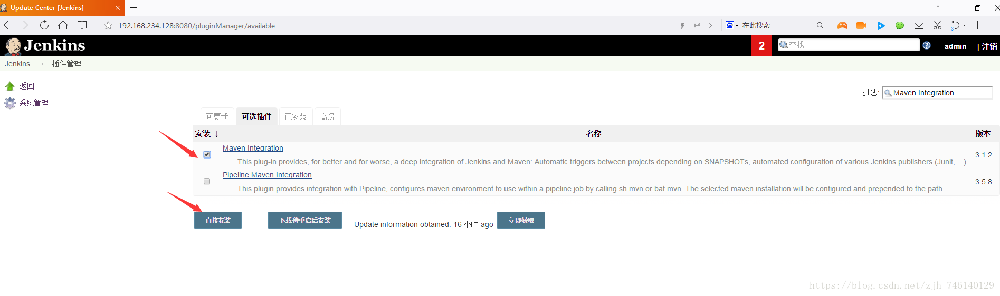 Update Center [Jenkins]
192.168.234.128:8080/pluginManager/available
在此搜索
3
Jenkins
2
查找
admin
| 注销
Jenkins
插件管理
返回
系统管理
过滤:
Maven Integration
可更新
可选插件
已安装
高级
安装 ↓
名称
版本
Maven Integration
This plug-in provides, for better and for worse, a deep integration of Jenkins and Maven: Automatic triggers between projects depending on SNAPSHOTs, automated configuration of various Jenkins publishers (Junit, ...).
3.1.2
Pipeline Maven Integration
This plugin provides integration with Pipeline, configures maven environment to use within a pipeline job by calling sh mvn or bat mvn. The selected maven installation will be configured and prepended to the path.
3.5.8
直接安装
下载待重启后安装
Update information obtained: 16 小时 ago
立即获取
https://blog.csdn.net/zjh_746140129